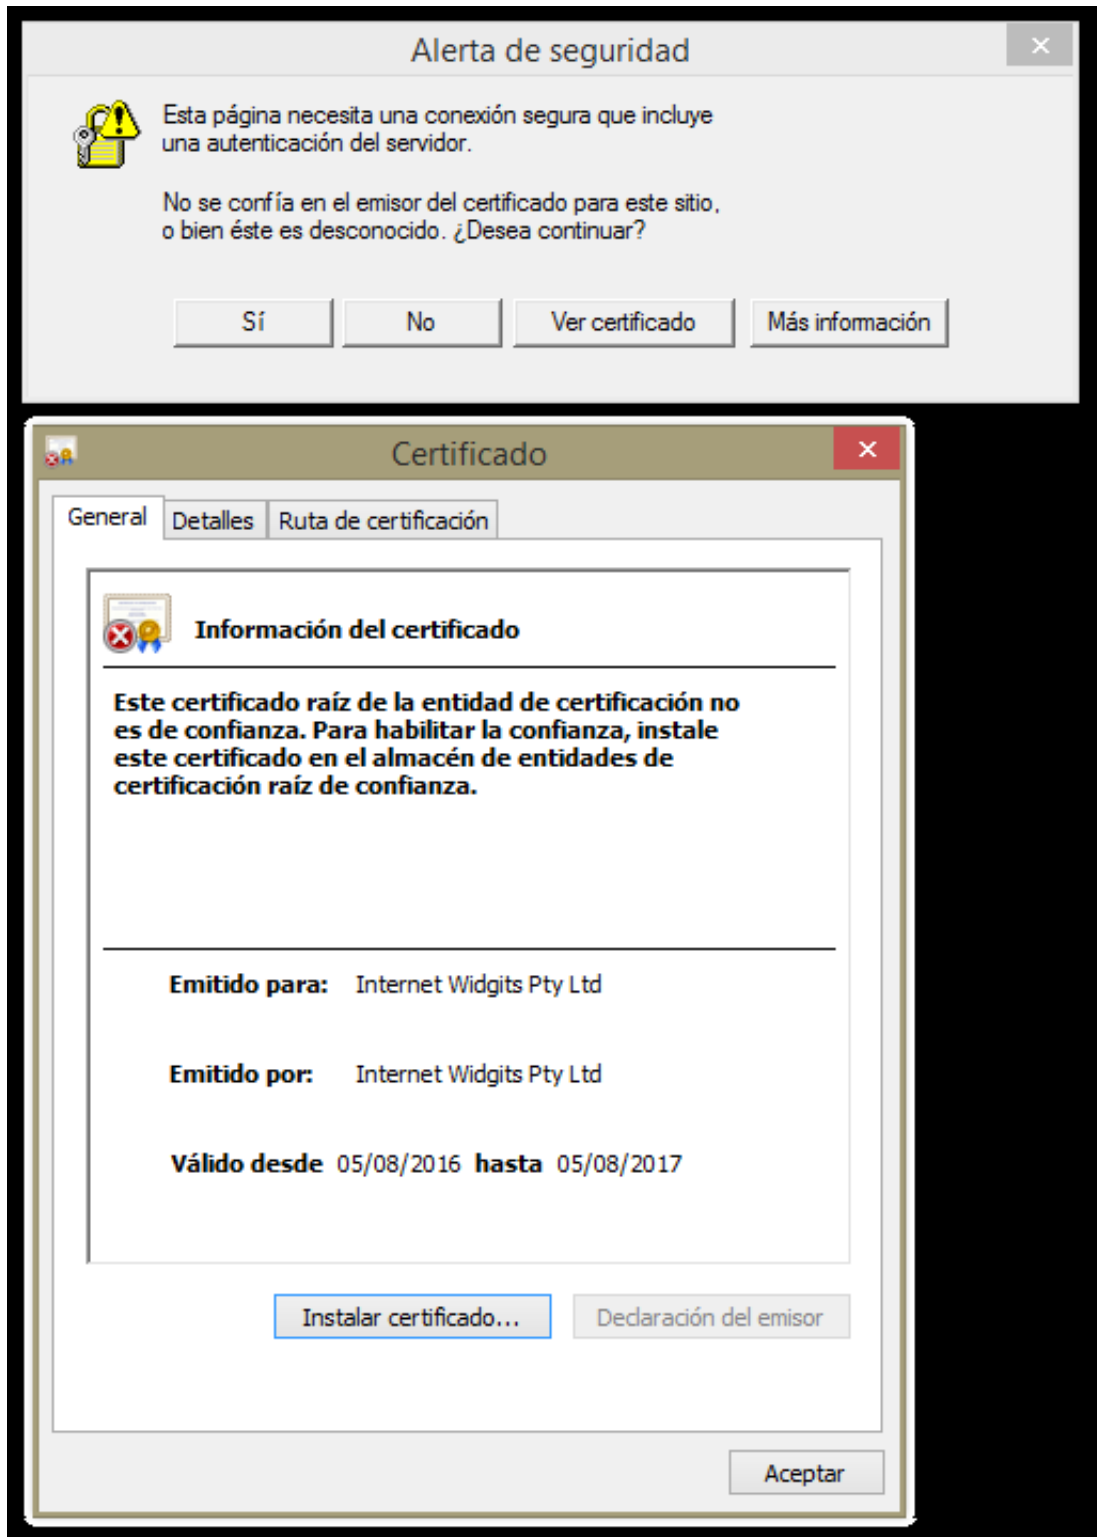 Alerta de seguridad
Esta página necesita una conexión segura que incluye
una autenticación del servidor.
No se confía en el emisor del certificado para este sitio,
o bien éste es desconocido. ¿Desea continuar?
Sí No Ver certificado Más información
Certificado
General Detalles Ruta de certificación
Información del certificado
Este certificado raíz de la entidad de certificación no
es de confianza. Para habilitar la confianza, instale
este certificado en el almacén de entidades de
certificación raíz de confianza.
Emitido para: Internet Widgits Pty Ltd
Emitido por: Internet Widgits Pty Ltd
Válido desde 05/08/2016 hasta 05/08/2017
Instalar certificado... Declaración del emisor
Aceptar